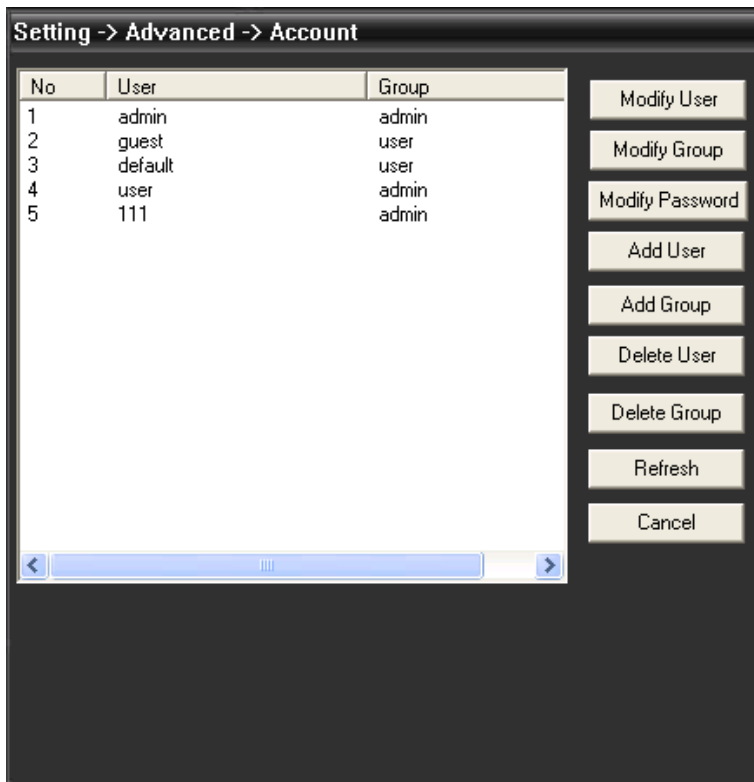 Setting -> Advanced -> Account
No User Group
1 admin admin
2 guest user
3 default user
4 user admin
5 111 admin
Modify User
Modify Group
Modify Password
Add User
Add Group
Delete User
Delete Group
Refresh
Cancel